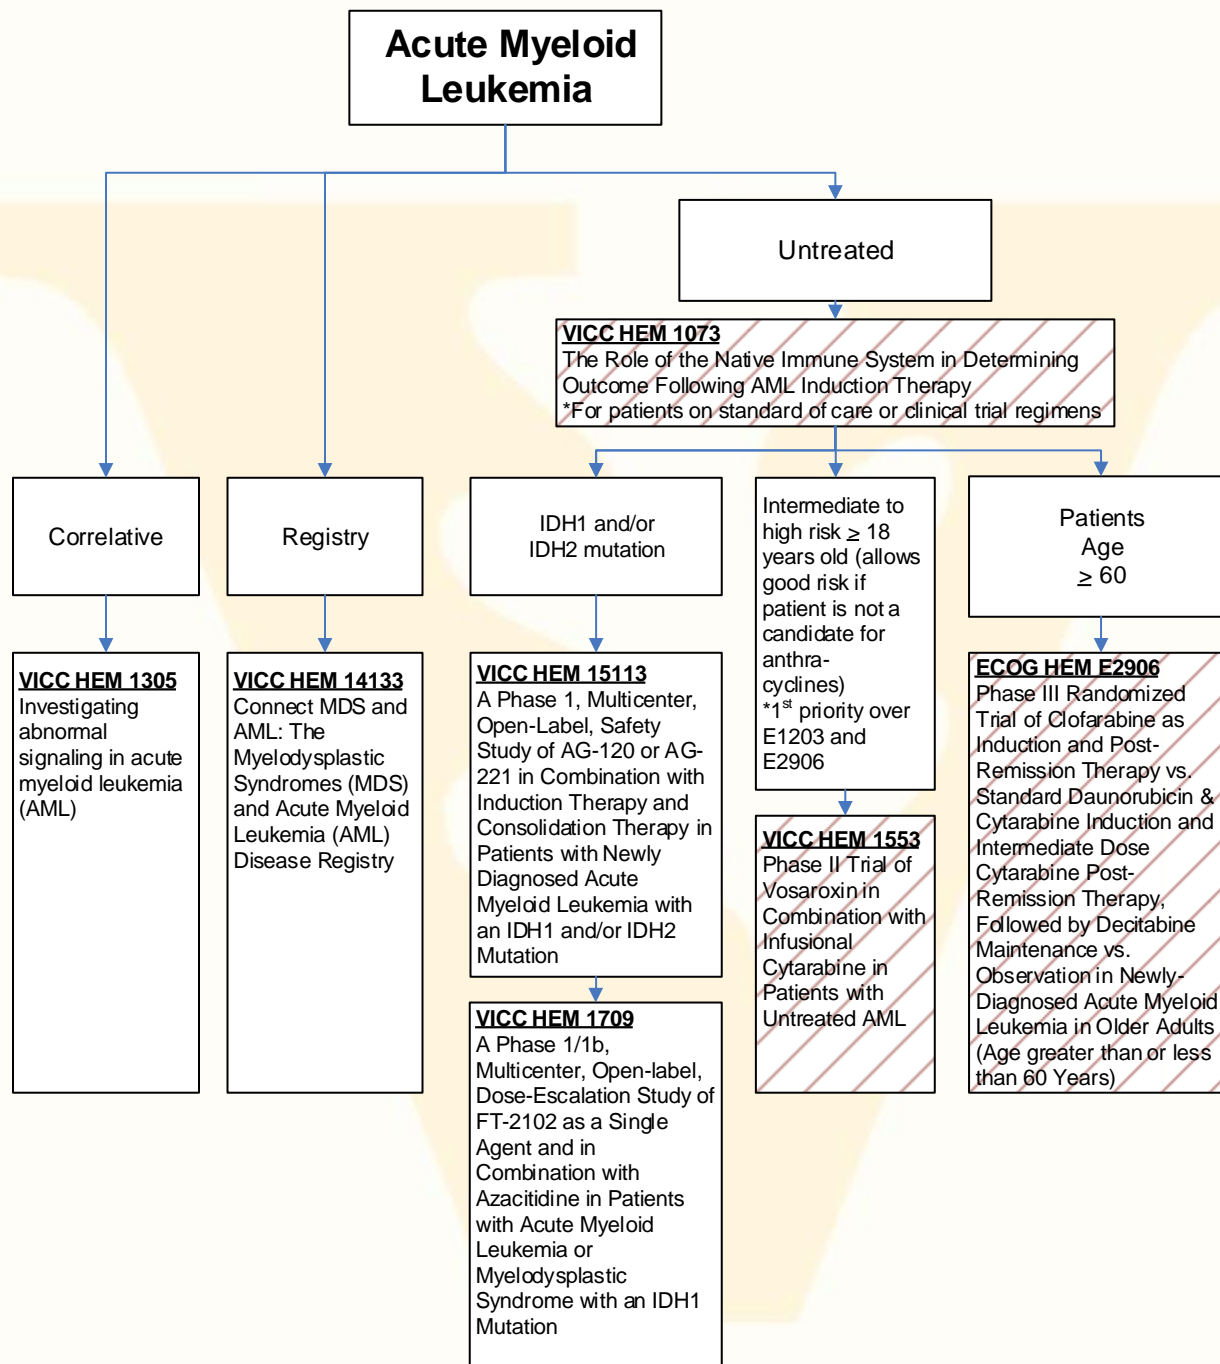 Acute Myeloid
Leukemia
Untreated
VICC HEM 1073
The Role of the Native Immune System in Determining
Outcome Following AML Induction Therapy
*For patients on standard of care or clinical trial regimens
Correlative
Registry
IDH1 and/or
IDH2 mutation
Intermediate to
high risk ≥ 18
years old (allows
good risk if
patient is not a
candidate for
anthra-
cyclines)
*1st priority over
E1203 and
E2906
Patients
Age
≥ 60
VICC HEM 1305
Investigating
abnormal
signaling in acute
myeloid leukemia
(AML)
VICC HEM 14133
Connect MDS and
AML: The
Myelodysplastic
Syndromes (MDS)
and Acute Myeloid
Leukemia (AML)
Disease Registry
VICC HEM 15113
A Phase 1, Multicenter,
Open-Label, Safety
Study of AG-120 or AG-
221 in Combination with
Induction Therapy and
Consolidation Therapy in
Patients with Newly
Diagnosed Acute
Myeloid Leukemia with
an IDH1 and/or IDH2
Mutation
VICC HEM 1709
A Phase 1/1b,
Multicenter, Open-label,
Dose-Escalation Study of
FT-2102 as a Single
Agent and in
Combination with
Azacitidine in Patients
with Acute Myeloid
Leukemia or
Myelodysplastic
Syndrome with an IDH1
Mutation
VICC HEM 1553
Phase II Trial of
Vosaroxin in
Combination with
Infusional
Cytarabine in
Patients with
Untreated AML
ECOG HEM E2906
Phase III Randomized
Trial of Clofarabine as
Induction and Post-
Remission Therapy vs.
Standard Daunorubicin &
Cytarabine Induction and
Intermediate Dose
Cytarabine Post-
Remission Therapy,
Followed by Decitabine
Maintenance vs.
Observation in Newly-
Diagnosed Acute Myeloid
Leukemia in Older Adults
(Age greater than or less
than 60 Years)